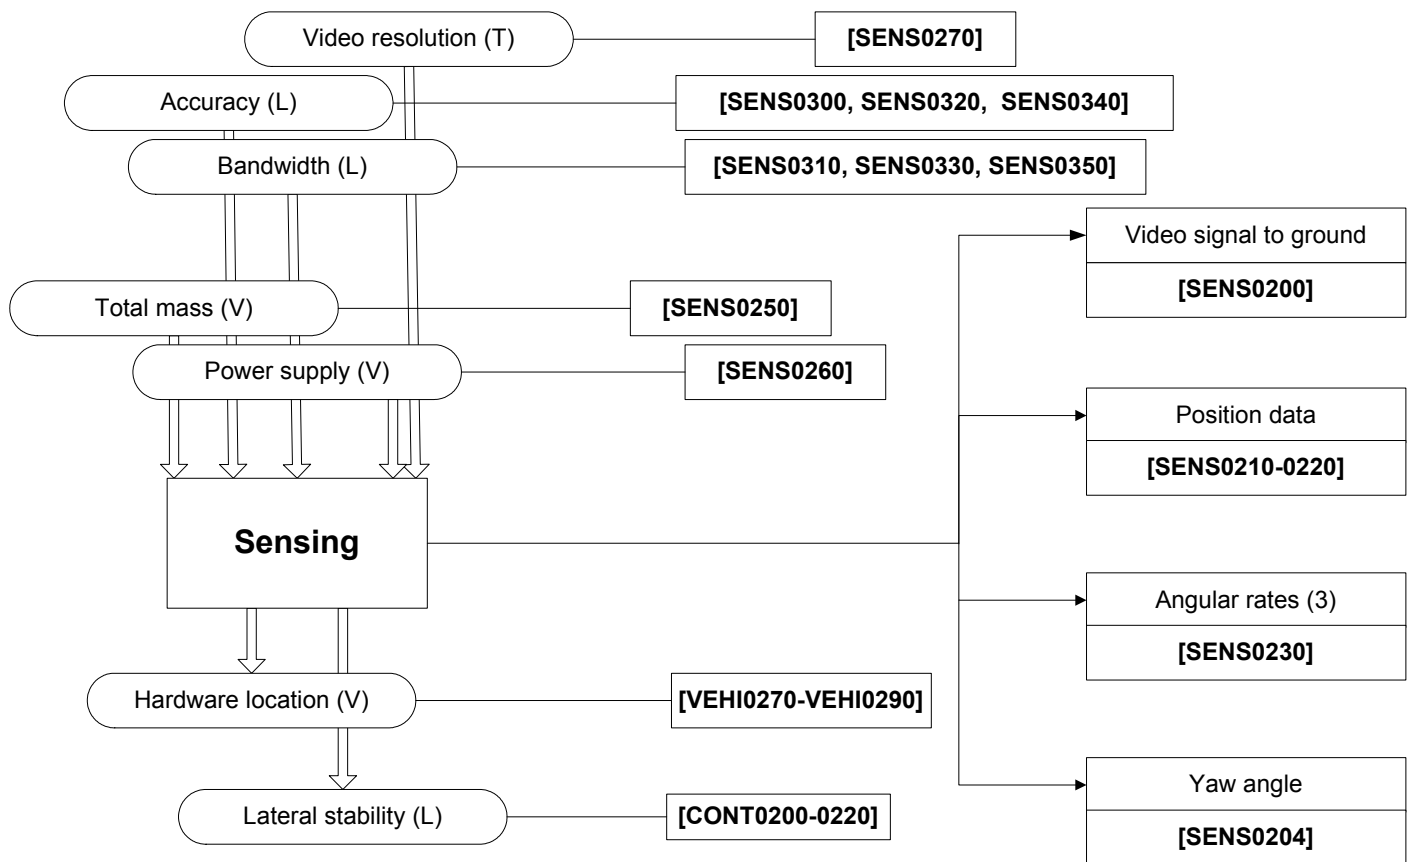 Video resolution (T)
[SENS0270]
Accuracy (L)
[SENS0300, SENS0320, SENS0340]
Bandwidth (L)
[SENS0310, SENS0330, SENS0350]
Video signal to ground
[SENS0200]
Total mass (V)
[SENS0250]
Power supply (V)
[SENS0260]
Position data
[SENS0210-0220]
Sensing
Angular rates (3)
[SENS0230]
Hardware location (V)
[VEHI0270-VEHI0290]
Yaw angle
[SENS0204]
Lateral stability (L)
[CONT0200-0220]